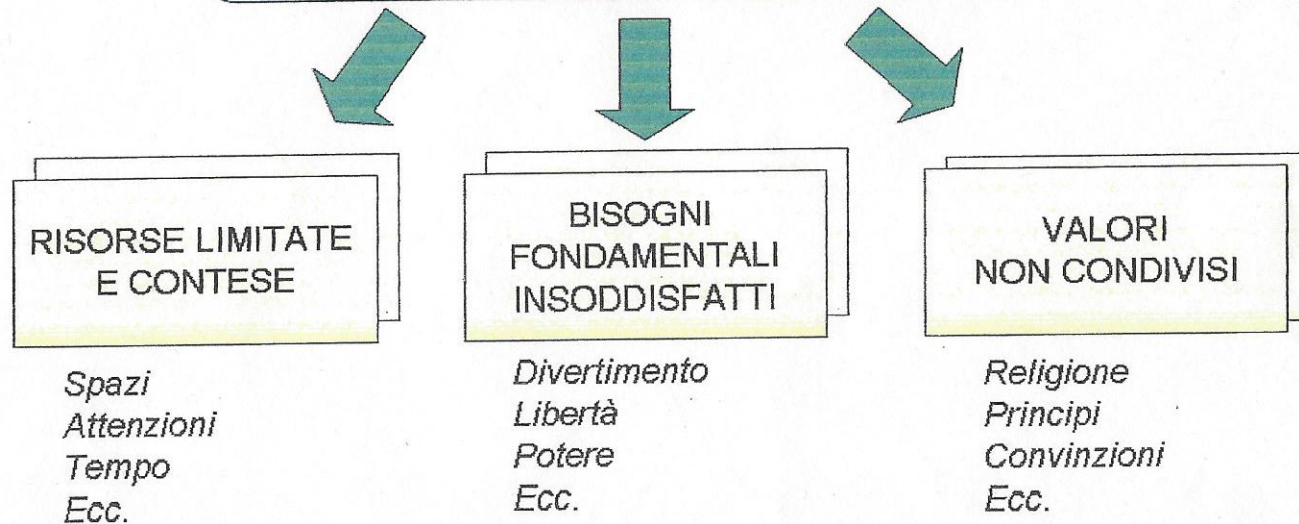 RISORSE LIMITATE
E CONTESE
Spazi
Attenzioni
Tempo
Ecc.
BISOGNI
FONDAMENTALI
INSODDISFATTI
Divertimento
Libertà
Potere
Ecc.
VALORI
NON CONDIVISI
Religione
Principi
Convinzioni
Ecc.